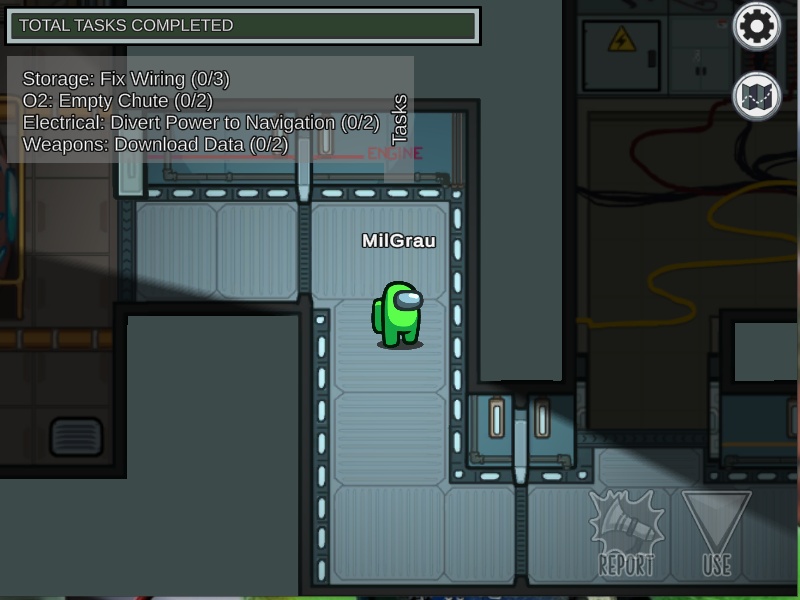 TOTAL TASKS COMPLETED
Storage: Fix Wiring (0/3)
O2: Empty Chute (0/2)
Electrical: Divert Power to Navigation (0/2)
Weapons: Download Data (0/2)
Tasks
ENGINE
MilGrau
REPORT
USE